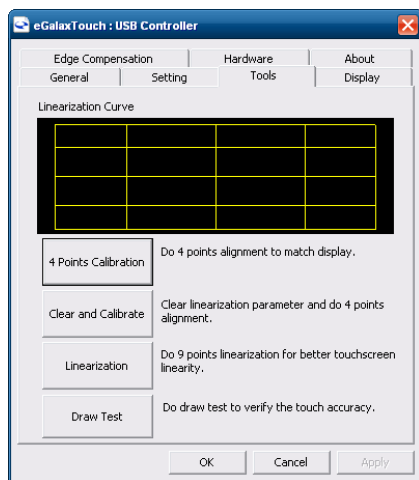 eGalaxTouch : USB Controller
Edge Compensation Hardware About
General Setting Tools Display
Linearization Curve
4 Points Calibration
Do 4 points alignment to match display.
Clear and Calibrate
Clear linearization parameter and do 4 points
alignment.
Linearization
Do 9 points linearization for better touchscreen
linearity.
Draw Test
Do draw test to verify the touch accuracy.
OK Cancel Apply